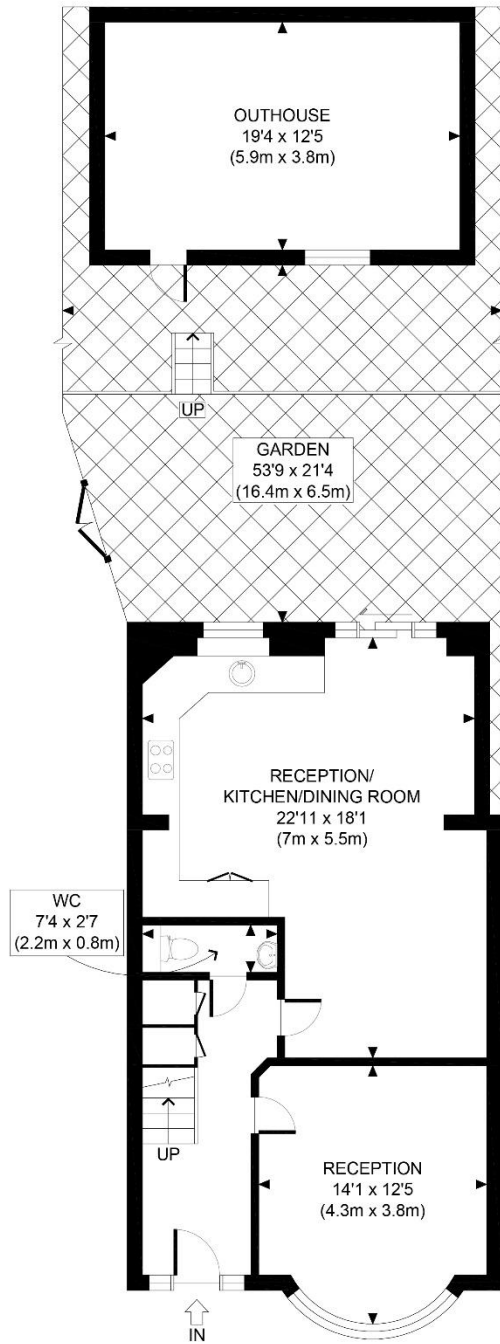 OUTHOUSE
19'4 x 12'5
(5.9m x 3.8m)
UP
GARDEN
53'9 x 21'4
(16.4m x 6.5m)
RECEPTION/
KITCHEN/DINING ROOM
22'11 x 18'1
(7m x 5.5m)
WC
7'4 x 2'7
(2.2m x 0.8m)
UP
RECEPTION
14'1 x 12'5
(4.3m x 3.8m)
IN